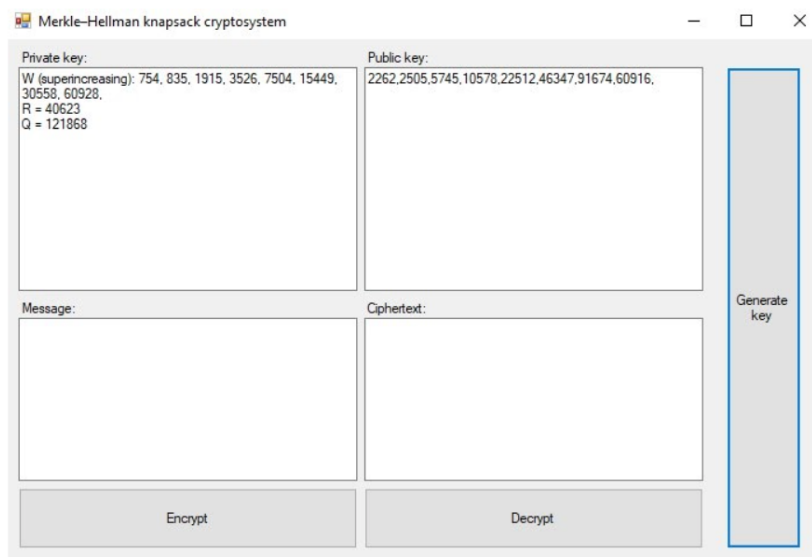 Merkle–Hellman knapsack cryptosystem
Private key:
W (superincreasing): 754, 835, 1915, 3526, 7504, 15449,
30558, 60928,
R = 40623
Q = 121868
Public key:
2262,2505,5745,10578,22512,46347,91674,60916,
Generate
key
Message:
Ciphertext:
Encrypt
Decrypt